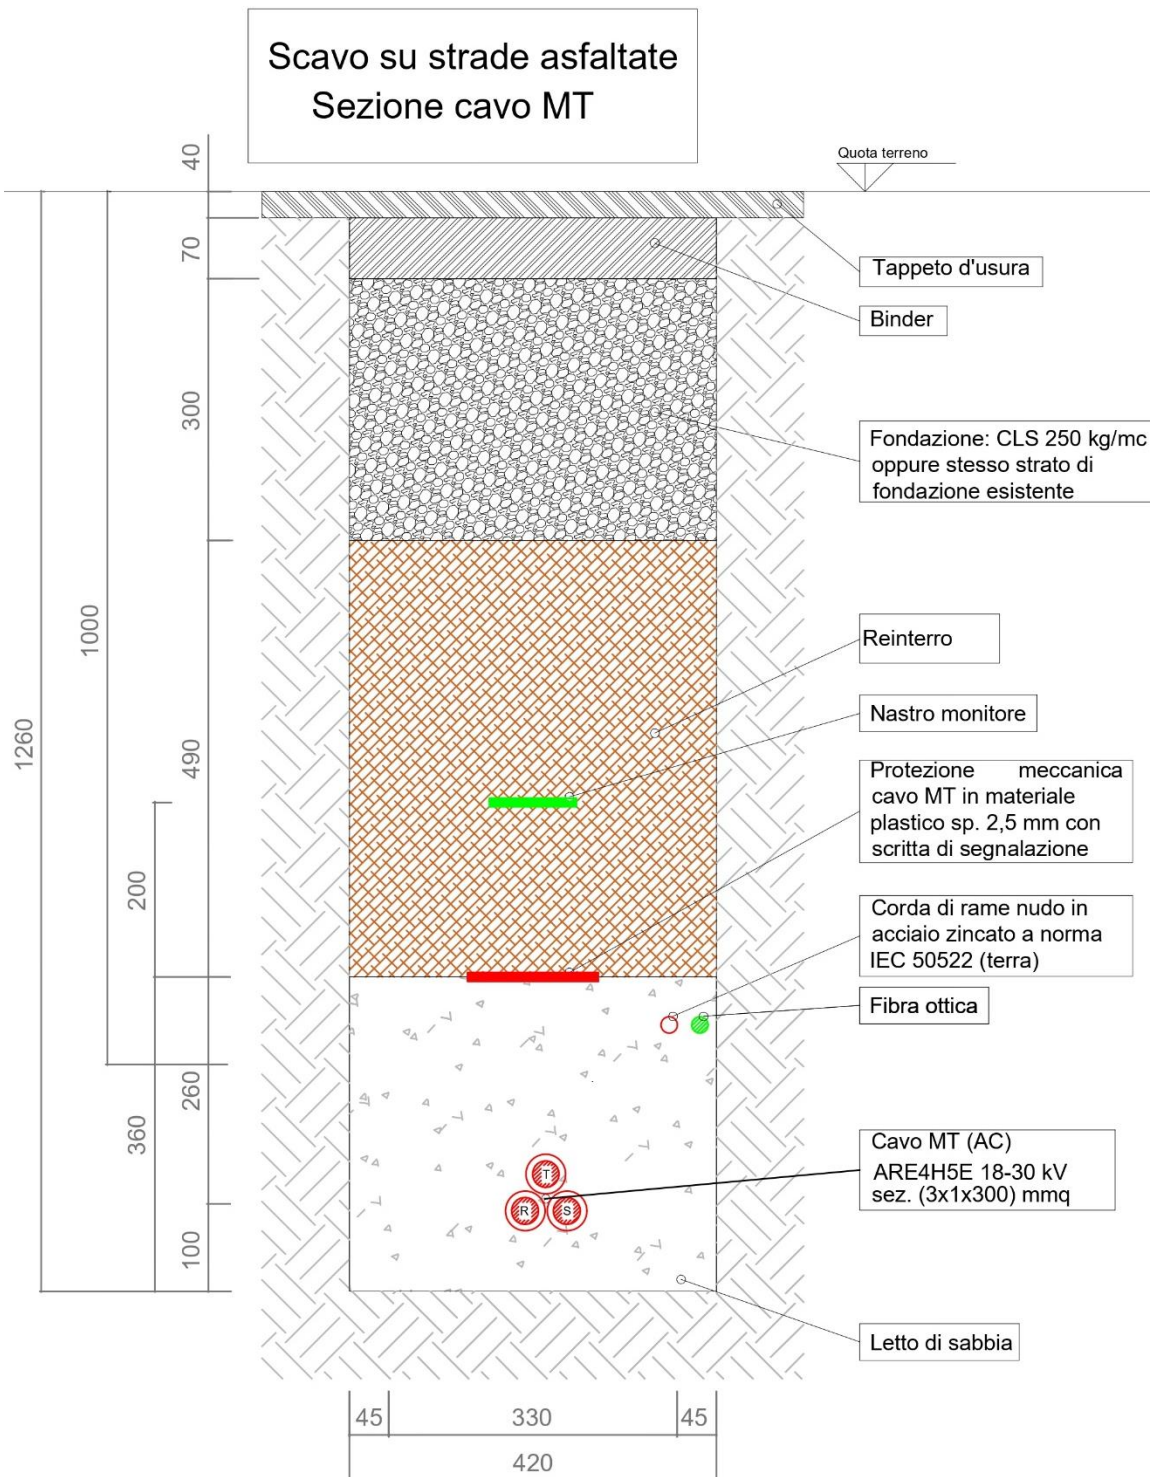 Scavo su strade asfaltate
Sezione cavo MT
Quota terreno
Tappeto d'usura
Binder
Fondazione: CLS 250 kg/mc
oppure stesso strato di
fondazione esistente
Reinterro
Nastro monitore
Protezione meccanica
cavo MT in materiale
plastico sp. 2,5 mm con
scritta di segnalazione
Corda di rame nudo in
acciaio zincato a norma
IEC 50522 (terra)
Fibra ottica
Cavo MT (AC)
ARE4H5E 18-30 kV
sez. (3x1x300) mmq
Letto di sabbia
40
70
300
490
260
100
200
360
1000
1260
T
R
S
45
330
45
420